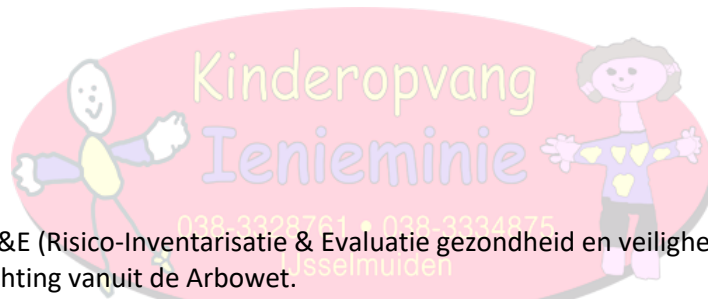 Kinderopvang
Ienieminie
038-3328761 • 038-3334875
IJsselmuiden
&E (Risico-Inventarisatie & Evaluatie gezondheid en veilighe
hting vanuit de Arbowet.